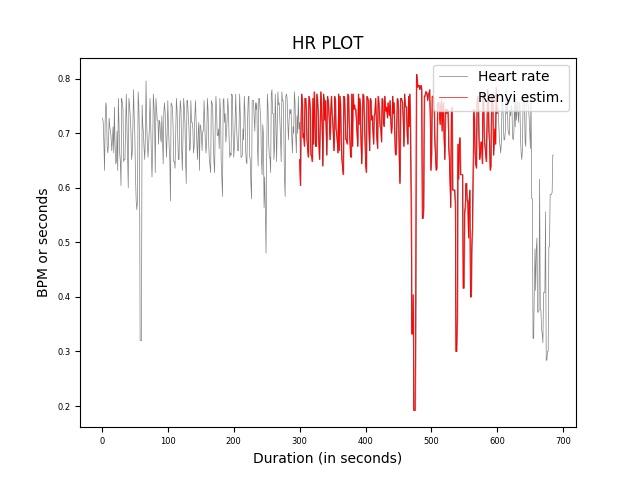 HR PLOT
Heart rate
Renyi estim.
BPM or seconds
0.8
0.7
0.6
0.5
0.4
0.3
0.2
0 100 200 300 400 500 600 700
Duration (in seconds)